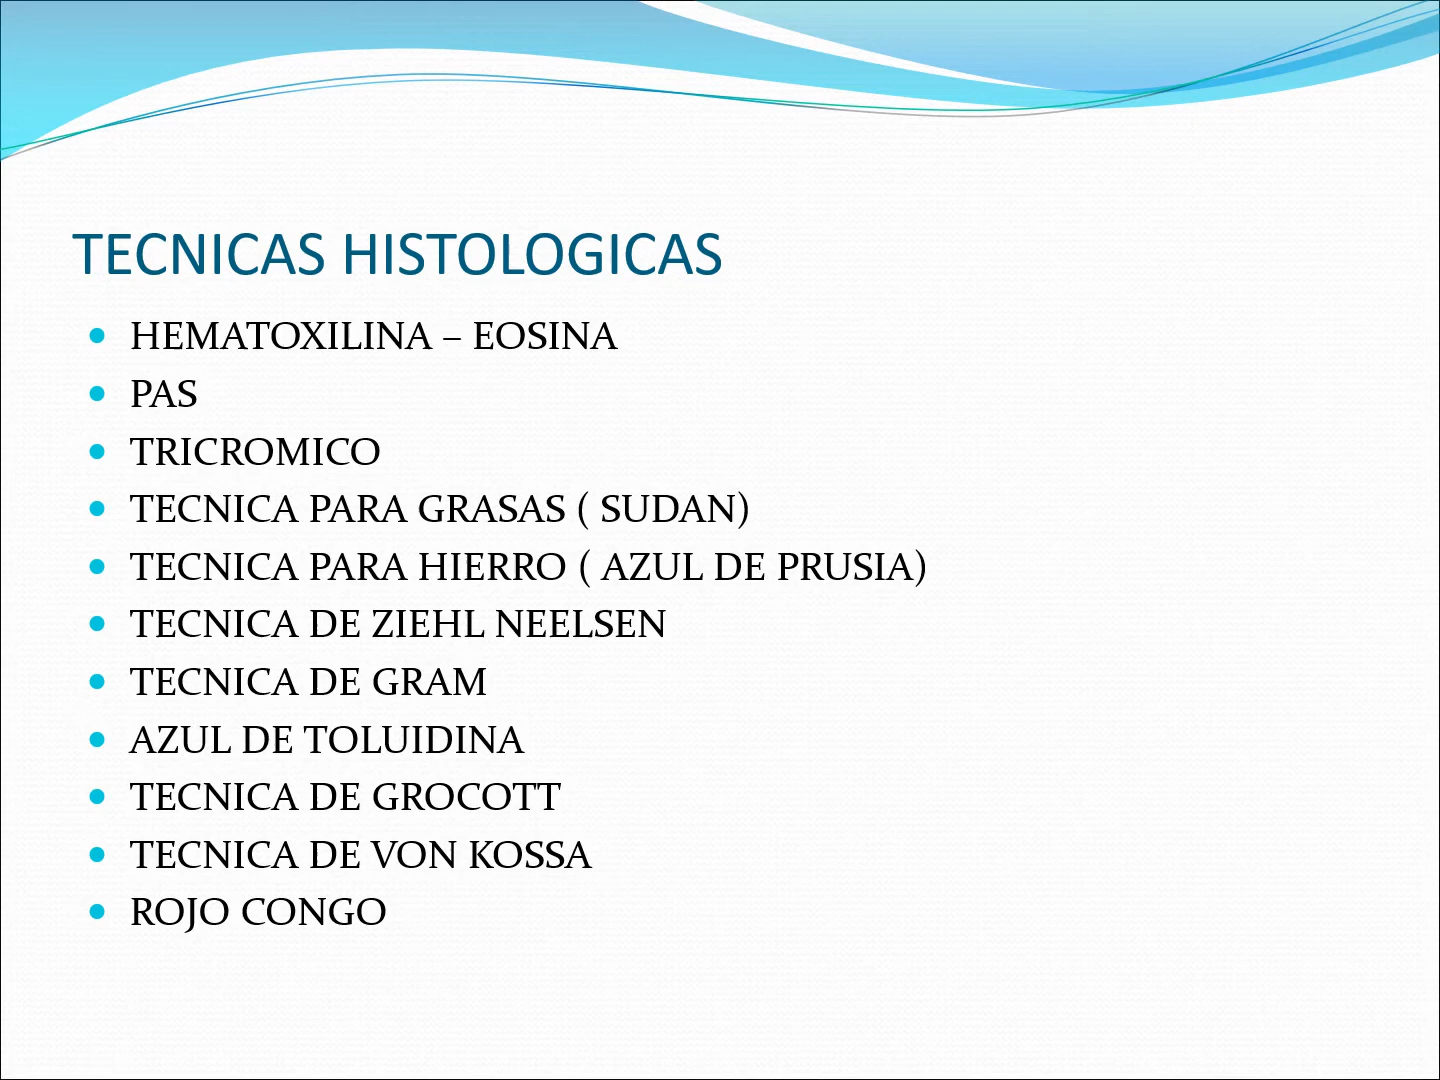 TECNICAS HISTOLOGICAS
HEMATOXILINA – EOSINA
PAS
TRICROMICO
TECNICA PARA GRASAS ( SUDAN)
TECNICA PARA HIERRO ( AZUL DE PRUSIA)
TECNICA DE ZIEHL NEELSEN
TECNICA DE GRAM
AZUL DE TOLUIDINA
TECNICA DE GROCOTT
TECNICA DE VON KOSSA
ROJO CONGO